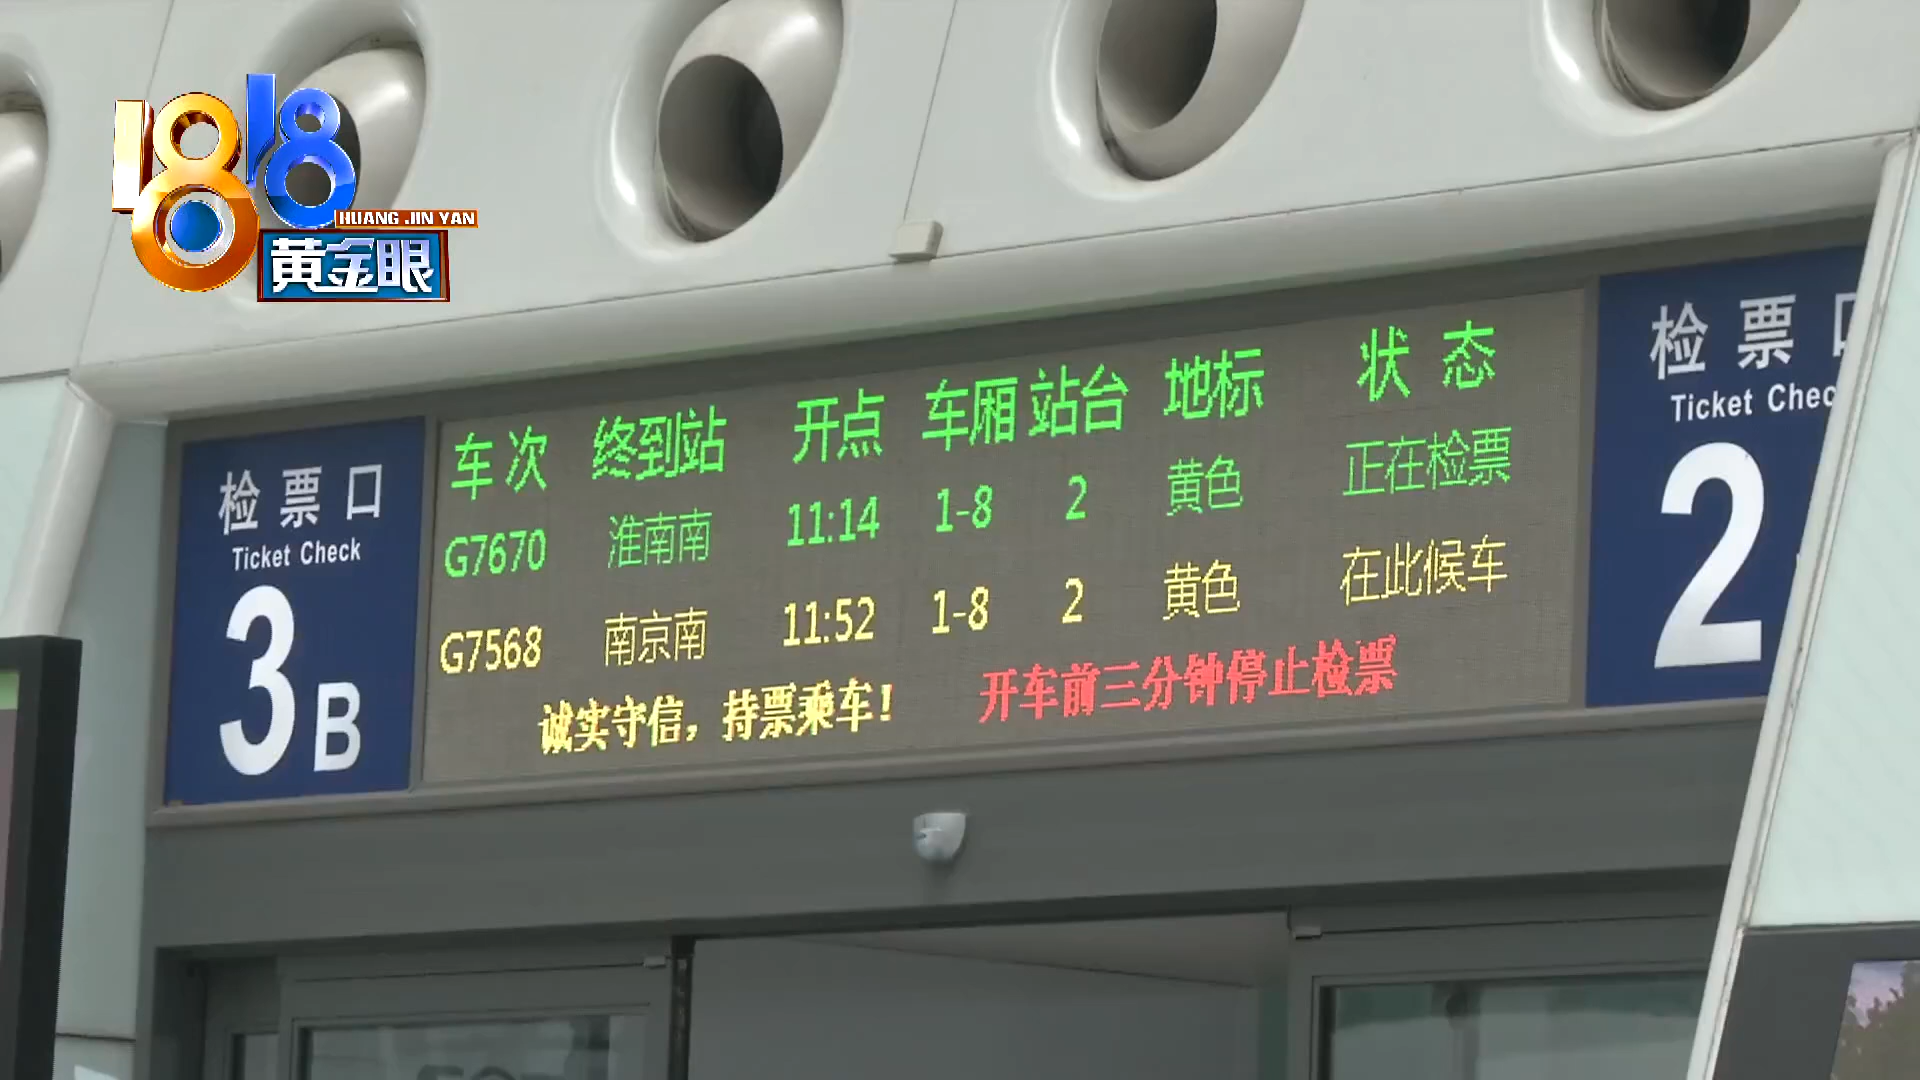 1818
HUANG JIN YAN
黄金眼
检票口
Ticket Check
3B
车次 终到站 开点 车厢 站台 地标 状态
G7670 淮南南 11:14 1-8 2 黄色 正在检票
G7568 南京南 11:52 1-8 2 黄色 在此候车
诚实守信，持票乘车！ 开车前三分钟停止检票
检票口
Ticket Chec
2